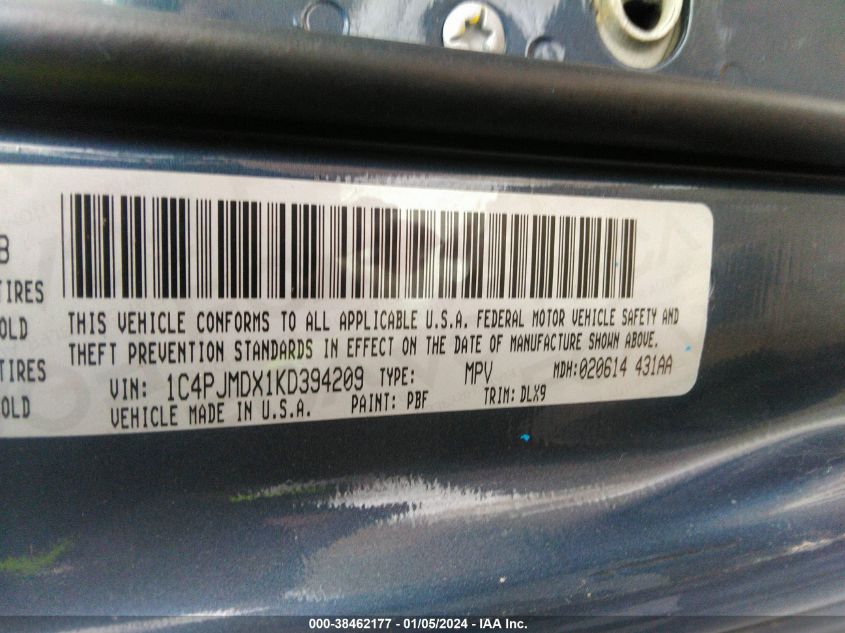 B
TIRES
OLD
TIRES
OLD
THIS VEHICLE CONFORMS TO ALL APPLICABLE U.S.A. FEDERAL MOTOR VEHICLE SAFETY AND
THEFT PREVENTION STANDARDS IN EFFECT ON THE DATE OF MANUFACTURE SHOWN ABOVE.
VIN: 1C4PJMDX1KD394209 TYPE: MPV MDH:020614 431AA
VEHICLE MADE IN U.S.A. PAINT: PBF TRIM: DLX9
000-38462177 - 01/05/2024 - IAA Inc.